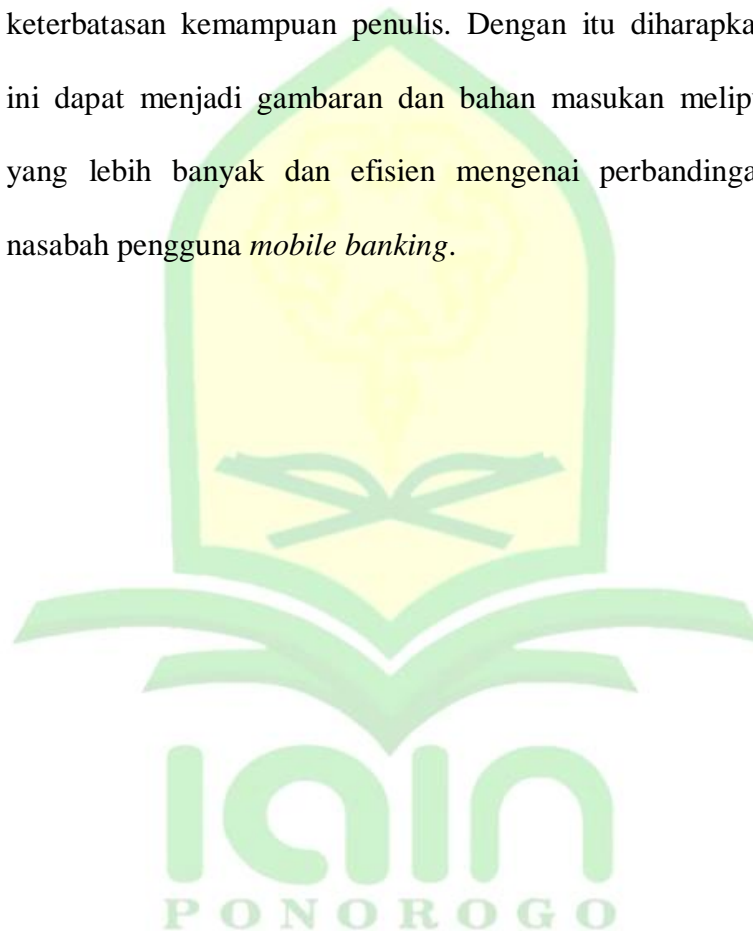 keterbatasan kemampuan penulis. Dengan itu diharapka
ini dapat menjadi gambaran dan bahan masukan melip
yang lebih banyak dan efisien mengenai perbandinga
nasabah pengguna mobile banking.
iain
PONOROGO